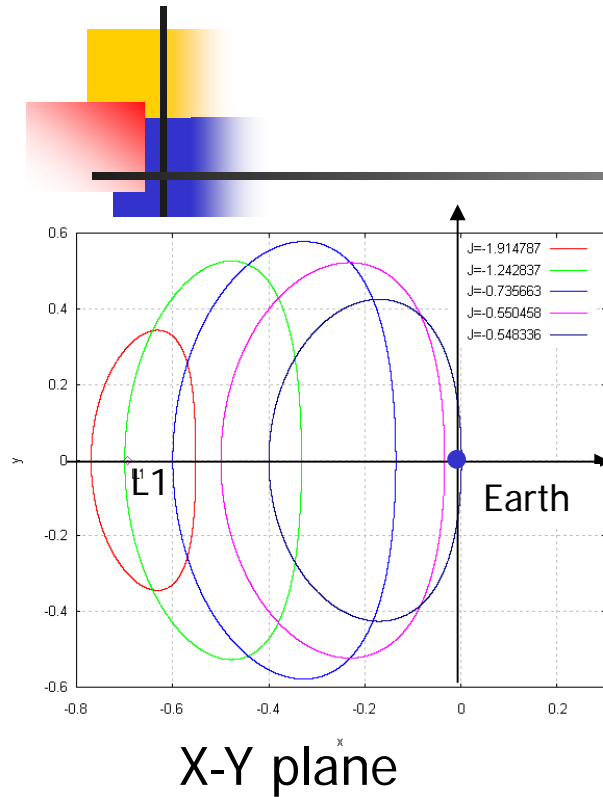 0.6
J=-1.914787
J=-1.242837
J=-0.735663
J=-0.550458
J=-0.548336
0.4
0.2
y
0
L1
L1
Earth
-0.2
-0.4
-0.6
-0.8 -0.6 -0.4 -0.2 0 0.2
x
X-Y plane